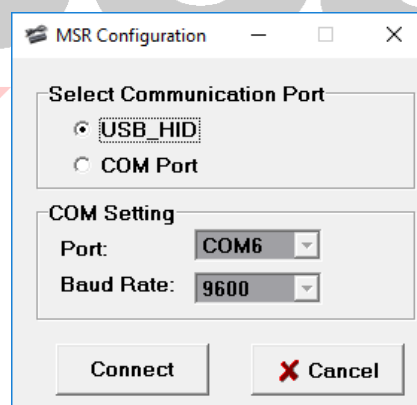 MSR Configuration
Select Communication Port
USB_HID
COM Port
COM Setting
Port: COM6
Baud Rate: 9600
Connect Cancel